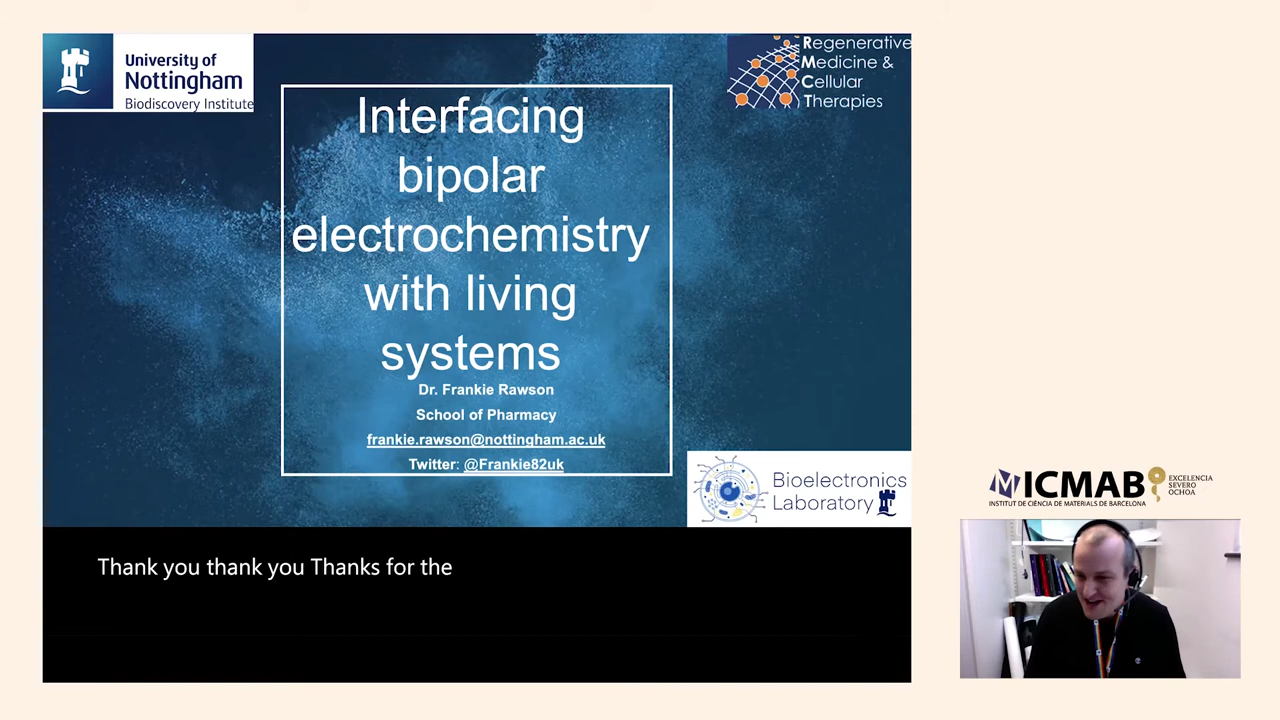 University of
Nottingham
Biodiscovery Institute
Regenerative
Medicine &
Cellular
Therapies
Interfacing
bipolar
electrochemistry
with living
systems
Dr. Frankie Rawson
School of Pharmacy
frankie.rawson@nottingham.ac.uk
Twitter: @Frankie82uk
Bioelectronics
Laboratory
Thank you thank you Thanks for the
ICMAB
INSTITUT DE CIÈNCIA DE MATERIALS DE BARCELONA
EXCELENCIA
SEVERO
OCHOA